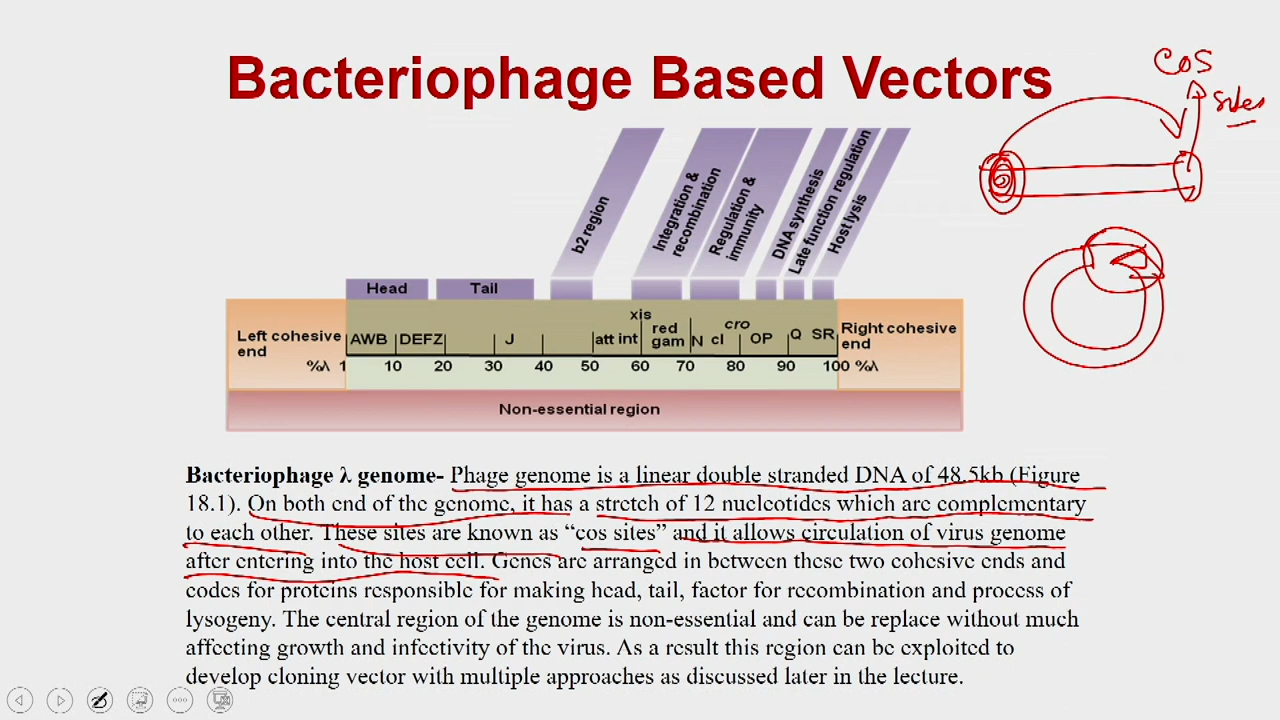 Bacteriophage Based Vectors
COS
sites
b2 region
Integration &
recombination
Regulation &
immunity
DNA synthesis
Late function regulation
Host lysis
Head
Tail
Left cohesive
end
AWB
DEFZ
J
att int
xis
red
gam
N
cI
cro
OP
Q
SR
Right cohesive
end
%λ 1 10 20 30 40 50 60 70 80 90 100 %λ
Non-essential region
Bacteriophage λ genome- Phage genome is a linear double stranded DNA of 48.5kb (Figure
18.1). On both end of the genome, it has a stretch of 12 nucleotides which are complementary
to each other. These sites are known as “cos sites” and it allows circulation of virus genome
after entering into the host cell. Genes are arranged in between these two cohesive ends and
codes for proteins responsible for making head, tail, factor for recombination and process of
lysogeny. The central region of the genome is non-essential and can be replace without much
affecting growth and infectivity of the virus. As a result this region can be exploited to
develop cloning vector with multiple approaches as discussed later in the lecture.